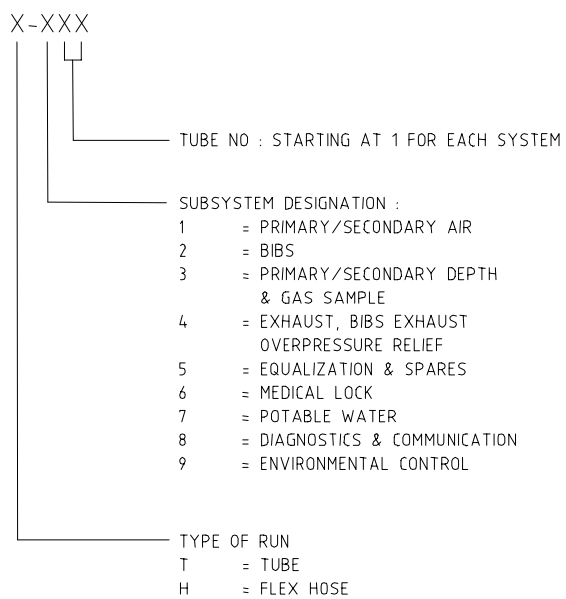 X-XXX
TUBE NO : STARTING AT 1 FOR EACH SYSTEM
SUBSYSTEM DESIGNATION :
1 = PRIMARY/SECONDARY AIR
2 = BIBS
3 = PRIMARY/SECONDARY DEPTH
& GAS SAMPLE
4 = EXHAUST, BIBS EXHAUST
OVERPRESSURE RELIEF
5 = EQUALIZATION & SPARES
6 = MEDICAL LOCK
7 = POTABLE WATER
8 = DIAGNOSTICS & COMMUNICATION
9 = ENVIRONMENTAL CONTROL
TYPE OF RUN
T = TUBE
H = FLEX HOSE